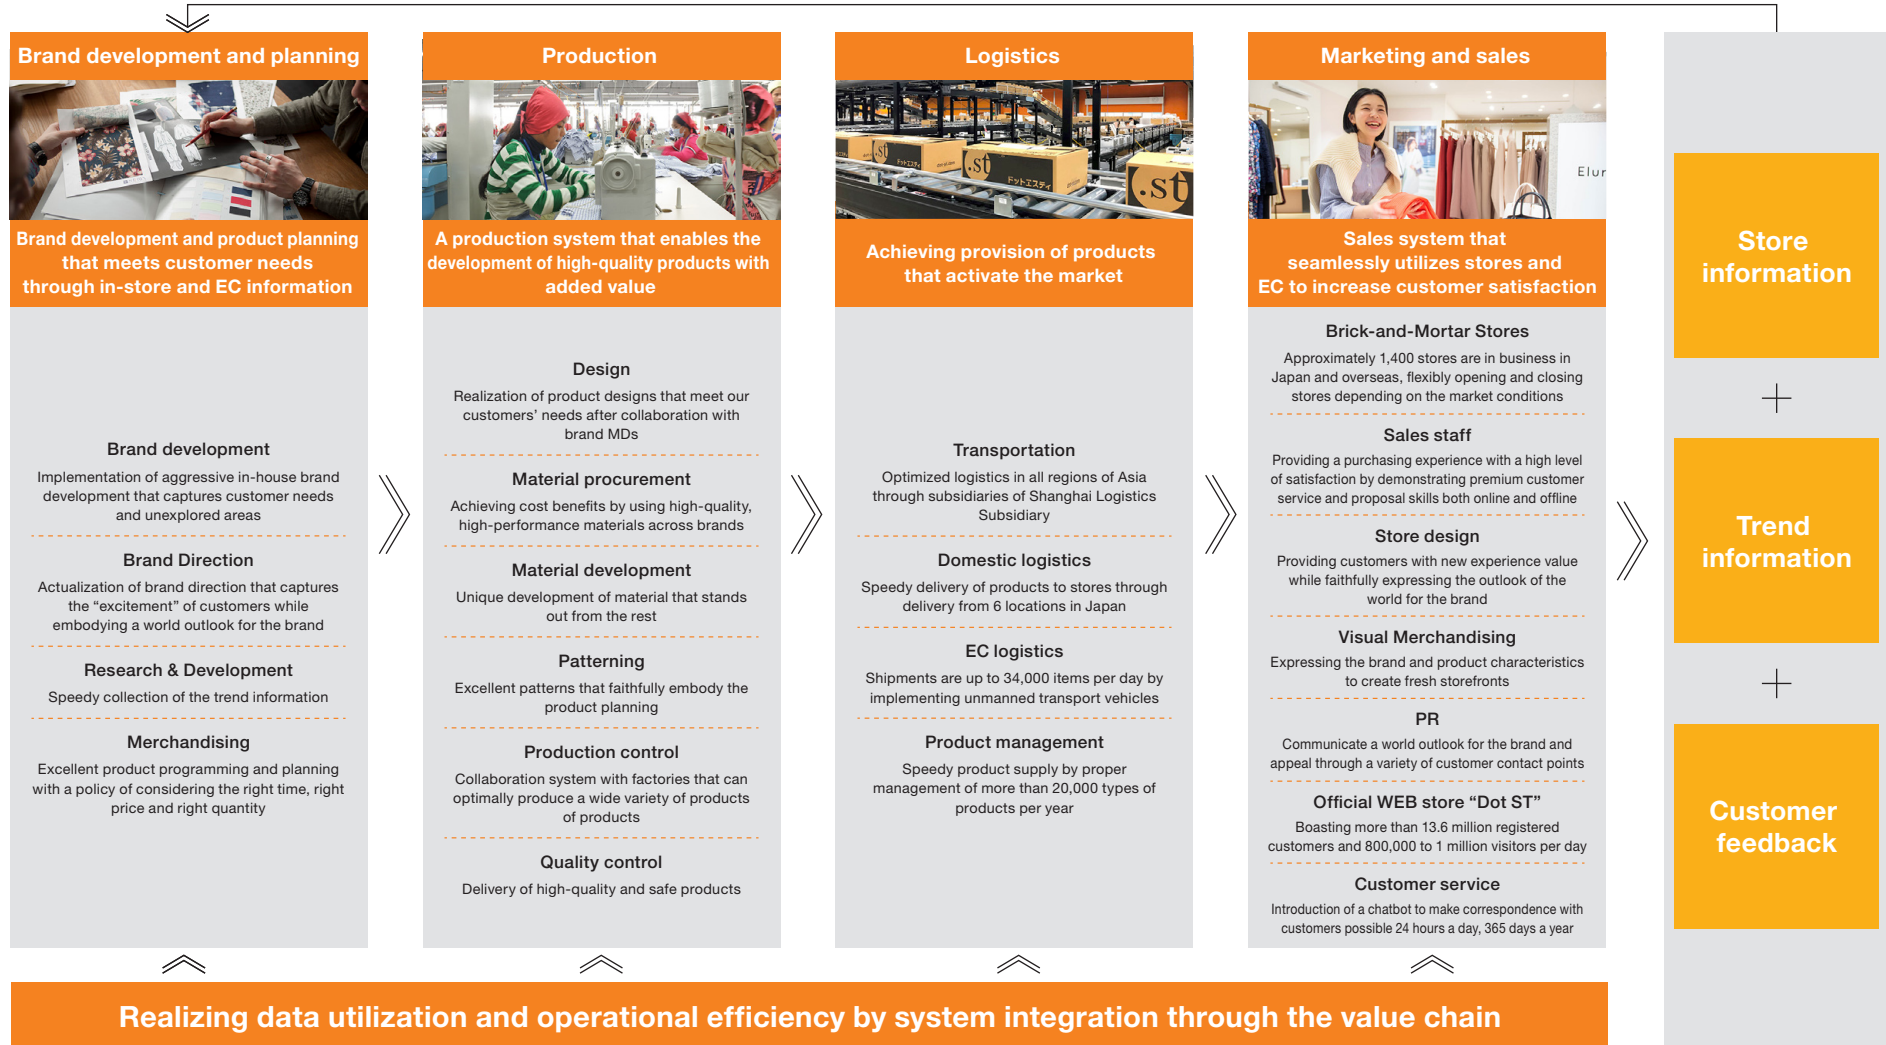 Brand development and planning
Brand development and product planning
that meets customer needs
through in-store and EC information
Brand development
Implementation of aggressive in-house brand
development that captures customer needs
and unexplored areas
Brand Direction
Actualization of brand direction that captures
the “excitement” of customers while
embodying a world outlook for the brand
Research & Development
Speedy collection of the trend information
Merchandising
Excellent product programming and planning
with a policy of considering the right time, right
price and right quantity
Production
A production system that enables the
development of high-quality products with
added value
Design
Realization of product designs that meet our
customers’ needs after collaboration with
brand MDs
Material procurement
Achieving cost benefits by using high-quality,
high-performance materials across brands
Material development
Unique development of material that stands
out from the rest
Patterning
Excellent patterns that faithfully embody the
product planning
Production control
Collaboration system with factories that can
optimally produce a wide variety of products
of products
Quality control
Delivery of high-quality and safe products
Logistics
.st
ドットエスティ
.st
ドットエスティ
.st
Achieving provision of products
that activate the market
Transportation
Optimized logistics in all regions of Asia
through subsidiaries of Shanghai Logistics
Subsidiary
Domestic logistics
Speedy delivery of products to stores through
delivery from 6 locations in Japan
EC logistics
Shipments are up to 34,000 items per day by
implementing unmanned transport vehicles
Product management
Speedy product supply by proper
management of more than 20,000 types of
products per year
Marketing and sales
Elur
Sales system that
seamlessly utilizes stores and
EC to increase customer satisfaction
Brick-and-Mortar Stores
Approximately 1,400 stores are in business in
Japan and overseas, flexibly opening and closing
stores depending on the market conditions
Sales staff
Providing a purchasing experience with a high level
of satisfaction by demonstrating premium customer
service and proposal skills both online and offline
Store design
Providing customers with new experience value
while faithfully expressing the outlook of the
world for the brand
Visual Merchandising
Expressing the brand and product characteristics
to create fresh storefronts
PR
Communicate a world outlook for the brand and
appeal through a variety of customer contact points
Official WEB store “Dot ST”
Boasting more than 13.6 million registered
customers and 800,000 to 1 million visitors per day
Customer service
Introduction of a chatbot to make correspondence with
customers possible 24 hours a day, 365 days a year
Store
information
Trend
information
Customer
feedback
Realizing data utilization and operational efficiency by system integration through the value chain